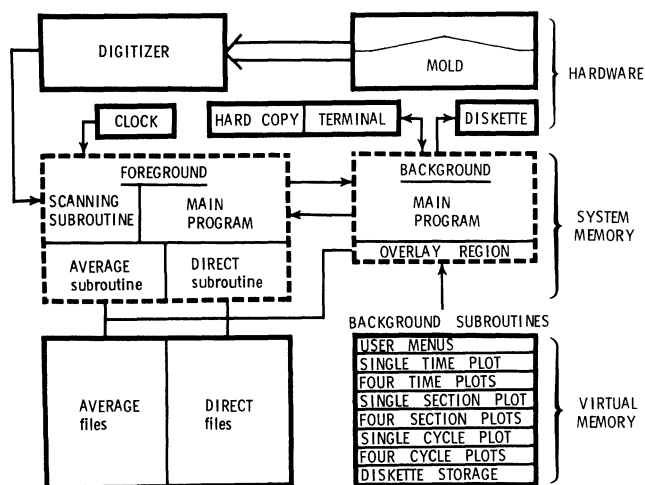 DIGITIZER
MOLD
HARDWARE
CLOCK
HARD COPY
TERMINAL
DISKETTE
FOREGROUND
SCANNING
SUBROUTINE
MAIN
PROGRAM
BACKGROUND
MAIN
PROGRAM
SYSTEM
MEMORY
OVERLAY REGION
AVERAGE
subroutine
DIRECT
subroutine
BACKGROUND SUBROUTINES
USER MENUS
SINGLE TIME PLOT
FOUR TIME PLOTS
SINGLE SECTION PLOT
FOUR SECTION PLOTS
SINGLE CYCLE PLOT
FOUR CYCLE PLOTS
DISKETTE STORAGE
AVERAGE
files
DIRECT
files
VIRTUAL
MEMORY